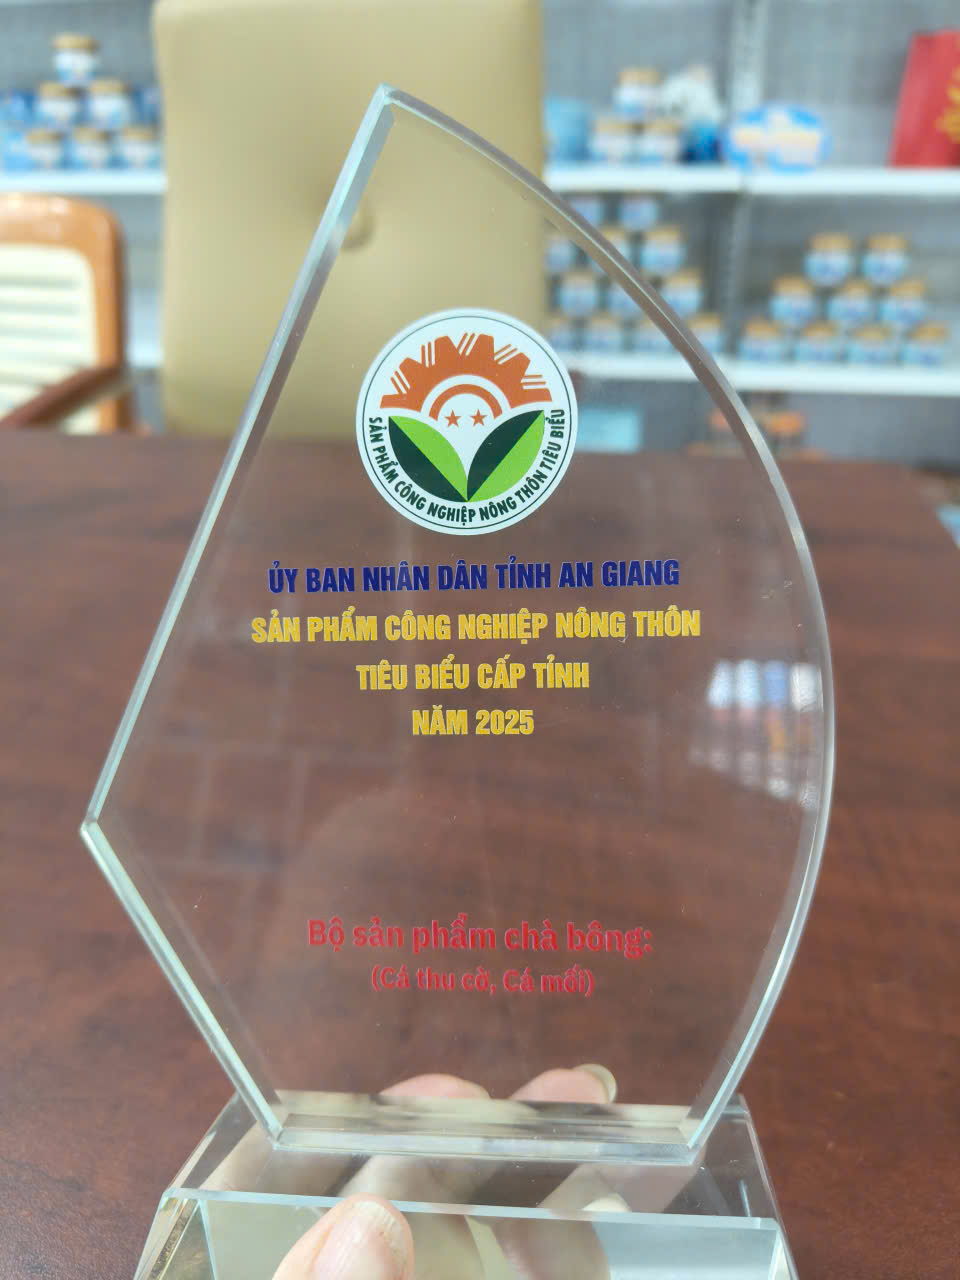 SẢN PHẨM CÔNG NGHIỆP NÔNG THÔN TIÊU BIỂU
ỦY BAN NHÂN DÂN TỈNH AN GIANG
SẢN PHẨM CÔNG NGHIỆP NÔNG THÔN
TIÊU BIỂU CẤP TỈNH
NĂM 2025
Bộ sản phẩm chà bông:
(Cá thu cờ, Cá mối)